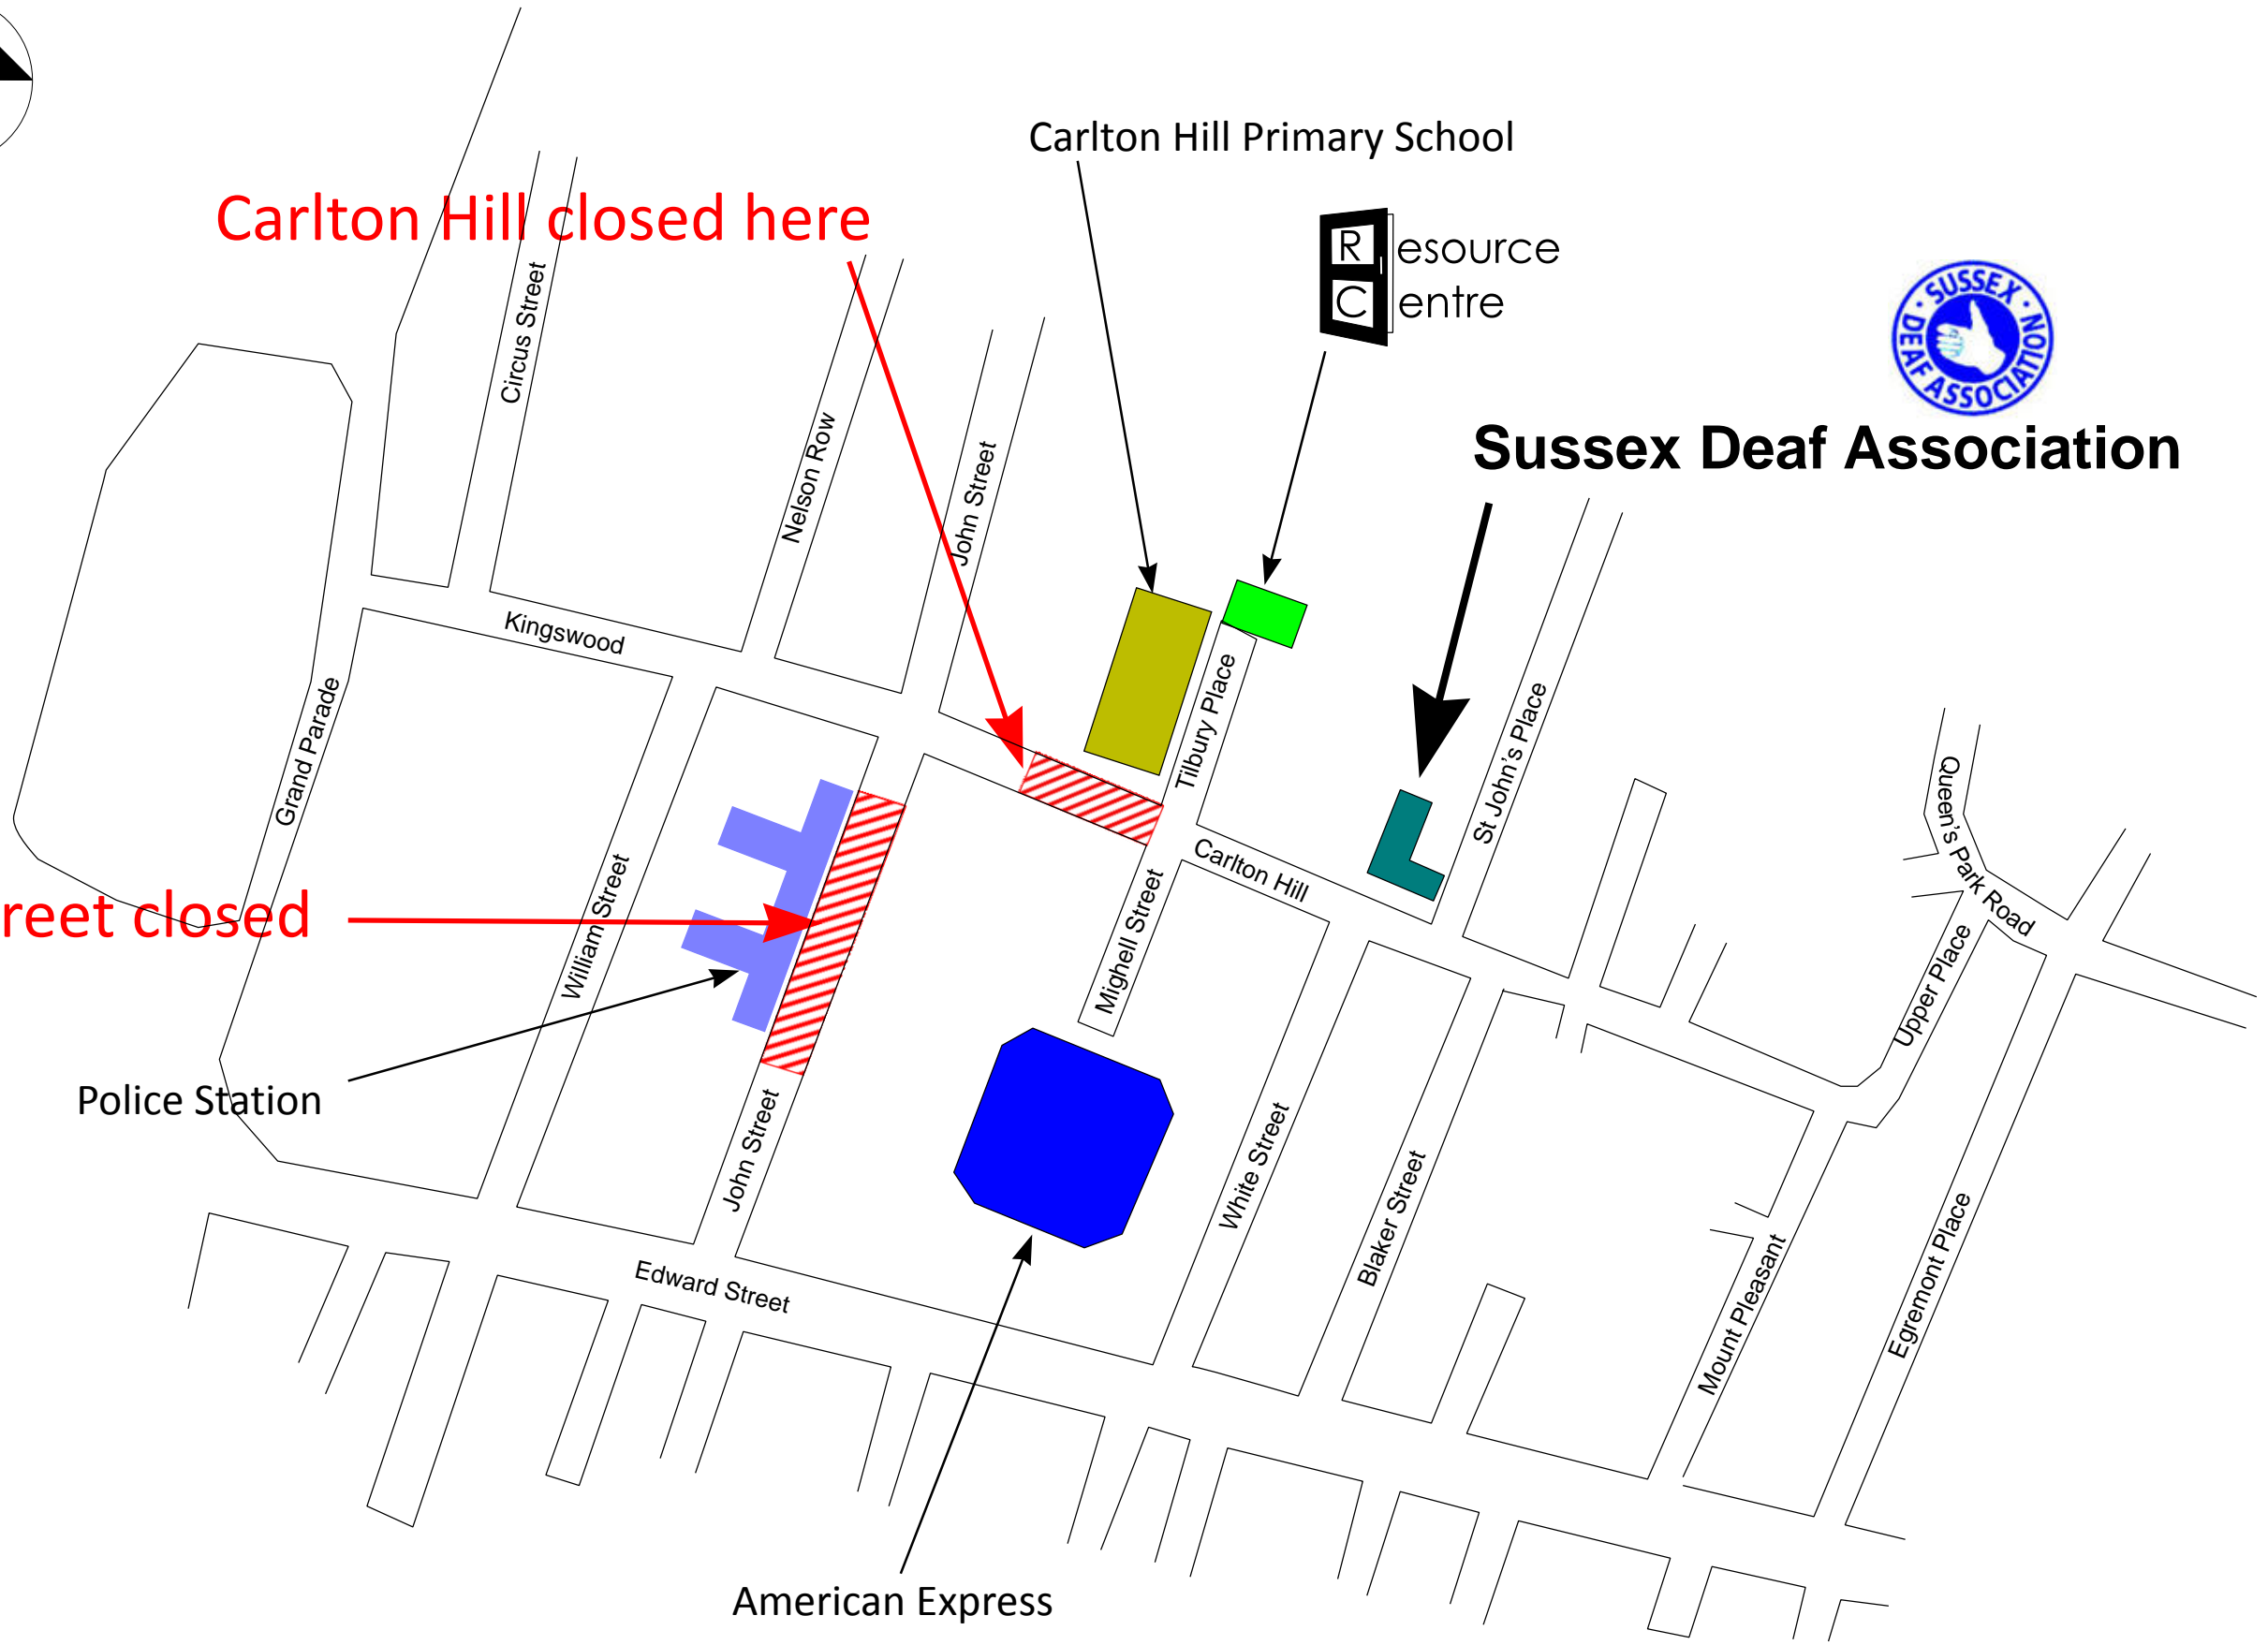 Carlton Hill Primary School
Carlton Hill closed here
Resource
Centre
SUSSEX DEAF ASSOCIATION
Sussex Deaf Association
Circus Street
Nelson Row
John Street
Kingswood
Grand Parade
Tilbury Place
St John's Place
Queen's Park Road
Carlton Hill
William Street
Mighell Street
Upper Place
reet closed
Police Station
John Street
White Street
Blaker Street
Mount Pleasant
Egremont Place
Edward Street
American Express